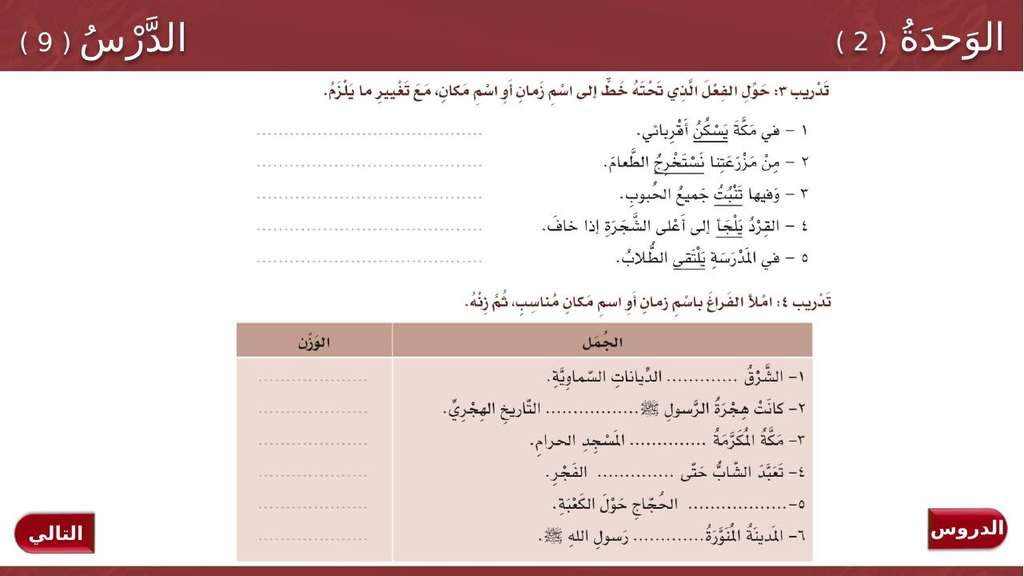 الوَحدَةُ ( 2 )
الدَّرْسُ ( 9 )
تَدْريب ٣: حَوِّلِ الفِعْلَ الَّذِي تَحْتَهُ خَطٌّ إلى اسْمِ زَمانٍ أَوِ اسْمِ مَكانٍ، مَعَ تَغْييرِ ما يَلْزَمُ.
١ – في مَكَّةَ يَسْكُنُ أَقْرِبائي. ........................................
٢ – مِنْ مَزْرَعَتِنا نَسْتَخْرِجُ الطَّعامَ. ........................................
٣ – وَفيها تَنْبُتُ جَميعُ الحُبوبِ. ........................................
٤ – القِرْدُ يَلْجَأُ إلى أَعْلى الشَّجَرَةِ إذا خافَ. ........................................
٥ – في المَدْرَسَةِ يَلْتَقي الطُّلابُ. ........................................
تَدْريب ٤: امْلأ الفَراغَ باسْمِ زمانٍ أَوِ اسمِ مَكانٍ مُناسِبٍ، ثُمَّ زِنْهُ.
الجُمَل الوَزْن
١– الشَّرْقُ ............. الدِّياناتِ السّماوِيَّةِ. ....................
٢– كانَتْ هِجْرَةُ الرَّسولِ ﷺ ................. التّاريخِ الهِجْرِيِّ. ....................
٣– مَكَّةُ المُكَرَّمَةُ .............. المَسْجِدِ الحرامِ. ....................
٤– تَعَبَّدَ الشّابُّ حَتّى .............. الفَجْرِ. ....................
٥– .................. الحُجّاجِ حَوْلَ الكَعْبَةِ. ....................
٦– المَدينَةُ المُنَوَّرَةُ ............. رَسولِ اللهِ ﷺ. ....................
الدروس
التالي